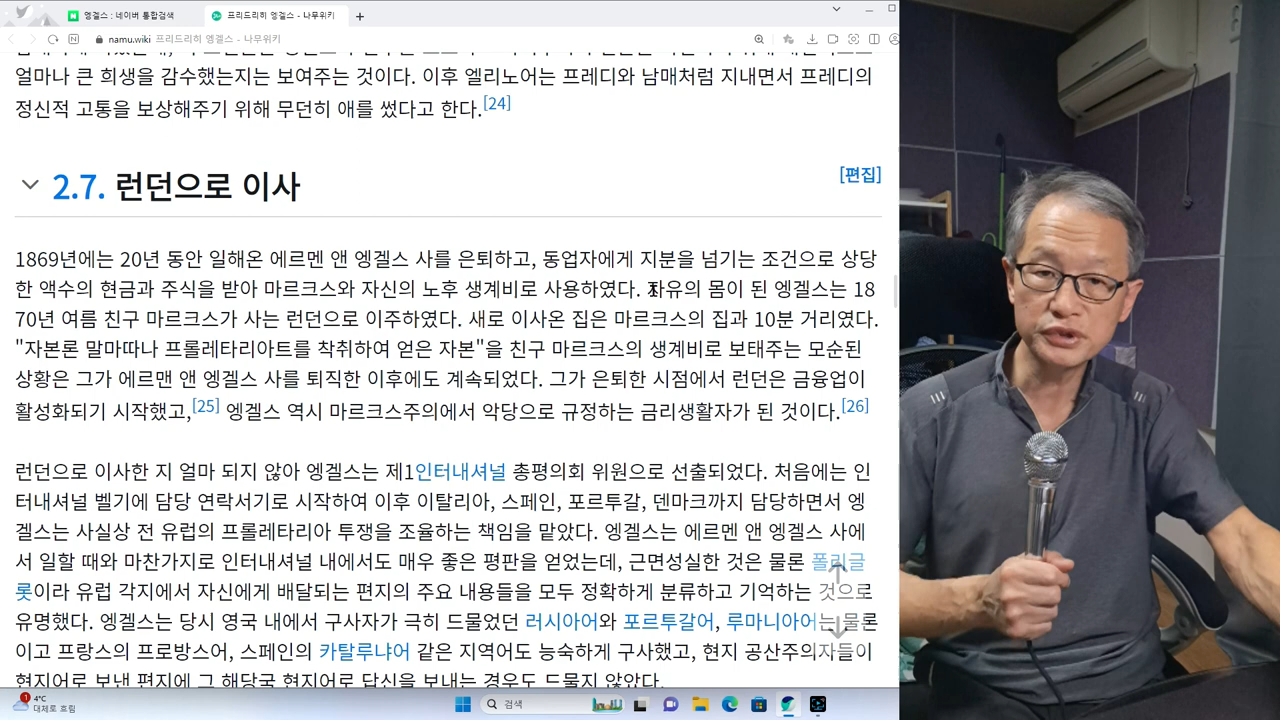 엥겔스 : 네이버 통합검색
프리드리히 엥겔스 - 나무위키
namu.wiki 프리드리히 엥겔스 - 나무위키
얼마나 큰 희생을 감수했는지는 보여주는 것이다. 이후 엘리노어는 프레디와 남매처럼 지내면서 프레디의
정신적 고통을 보상해주기 위해 무던히 애를 썼다고 한다.[24]
2.7. 런던으로 이사
[편집]
1869년에는 20년 동안 일해온 에르멘 앤 엥겔스 사를 은퇴하고, 동업자에게 지분을 넘기는 조건으로 상당
한 액수의 현금과 주식을 받아 마르크스와 자신의 노후 생계비로 사용하였다. 자유의 몸이 된 엥겔스는 18
70년 여름 친구 마르크스가 사는 런던으로 이주하였다. 새로 이사온 집은 마르크스의 집과 10분 거리였다.
"자본론 말마따나 프롤레타리아트를 착취하여 얻은 자본"을 친구 마르크스의 생계비로 보태주는 모순된
상황은 그가 에르맨 앤 엥겔스 사를 퇴직한 이후에도 계속되었다. 그가 은퇴한 시점에서 런던은 금융업이
활성화되기 시작했고,[25] 엥겔스 역시 마르크스주의에서 악당으로 규정하는 금리생활자가 된 것이다.[26]
런던으로 이사한 지 얼마 되지 않아 엥겔스는 제1인터내셔널 총평의회 위원으로 선출되었다. 처음에는 인
터내셔널 벨기에 담당 연락서기로 시작하여 이후 이탈리아, 스페인, 포르투갈, 덴마크까지 담당하면서 엥
겔스는 사실상 전 유럽의 프롤레타리아 투쟁을 조율하는 책임을 맡았다. 엥겔스는 에르멘 앤 엥겔스 사에
서 일할 때와 마찬가지로 인터내셔널 내에서도 매우 좋은 평판을 얻었는데, 근면성실한 것은 물론 폴리글
롯이라 유럽 각지에서 자신에게 배달되는 편지의 주요 내용들을 모두 정확하게 분류하고 기억하는 것으로
유명했다. 엥겔스는 당시 영국 내에서 구사자가 극히 드물었던 러시아어와 포르투갈어, 루마니아어는 물론
이고 프랑스의 프로방스어, 스페인의 카탈루냐어 같은 지역어도 능숙하게 구사했고, 현지 공산주의자들이
현지어로 보낸 편지에 그 해당국 현지어로 답신을 보내는 경우도 드물지 않았다.
1
4°C
대체로 흐림
검색